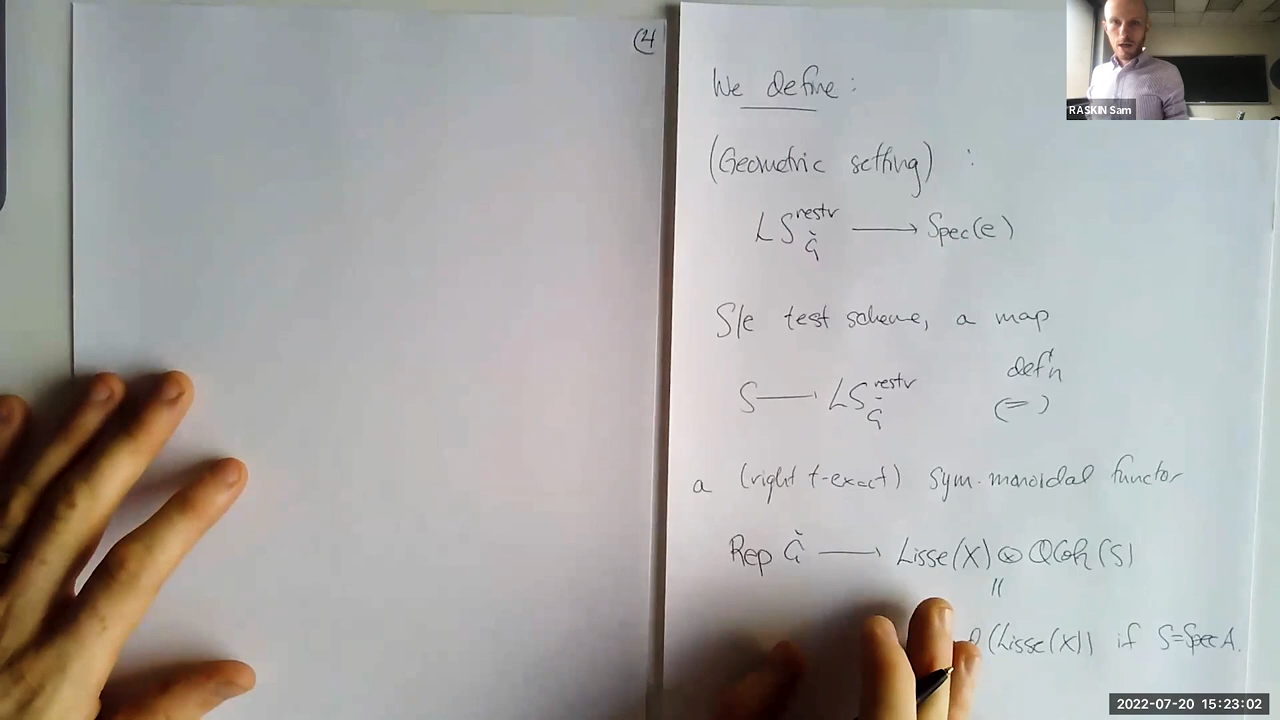 (4
We define :
(Geometric setting) :
LS^restr_Ǧ ⟶ Spec(e)
S/e test scheme, a map
S ⟶ LS^restr_Ǧ def'n (=)
a (right t-exact) sym. monoidal functor
Rep Ǧ ⟶ Lisse(X) ⊗ QCoh(S)
=
(Lisse(X)) if S=Spec A.
RASKIN Sam
2022-07-20 15:23:02